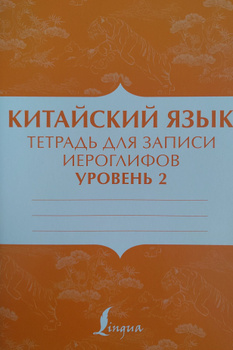 КИТАЙСКИЙ ЯЗЫК
ТЕТРАДЬ ДЛЯ ЗАПИСИ
ИЕРОГЛИФОВ
УРОВЕНЬ 2
Lingua